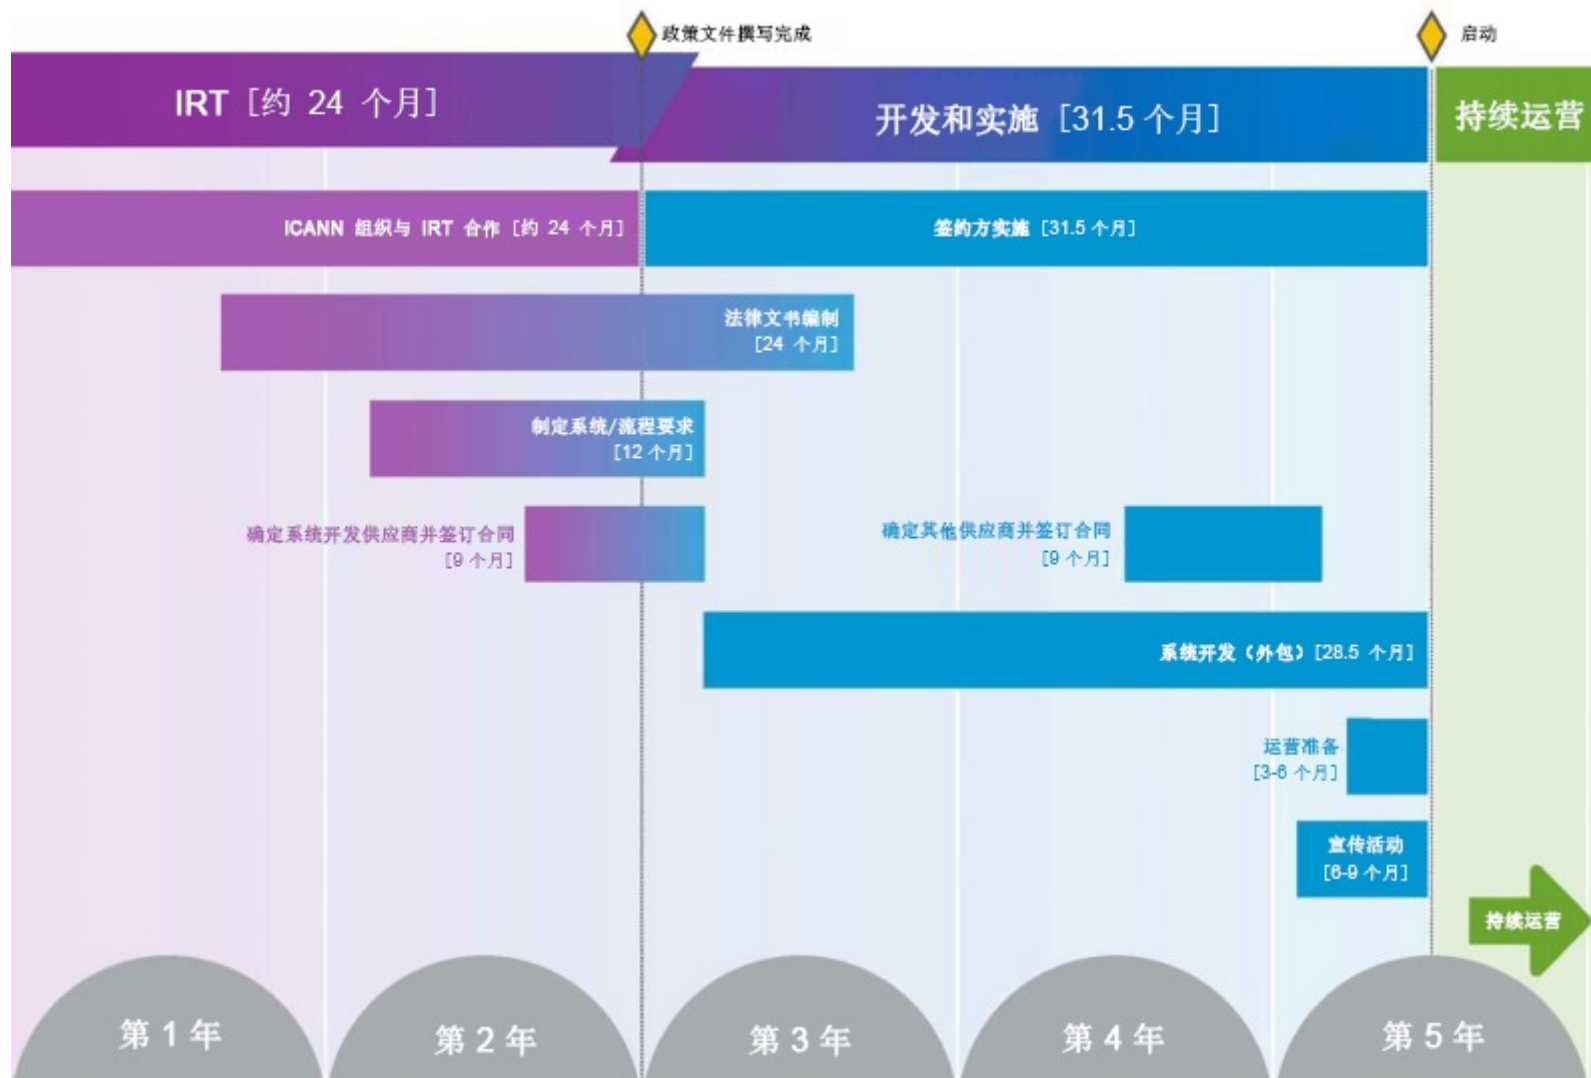 政策文件撰写完成
启动
IRT [约 24 个月]
开发和实施 [31.5 个月]
持续运营
ICANN 组织与 IRT 合作 [约 24 个月]
签约方实施 [31.5 个月]
法律文书编制
[24 个月]
制定系统/流程要求
[12 个月]
确定系统开发供应商并签订合同
[9 个月]
确定其他供应商并签订合同
[9 个月]
系统开发（外包）[28.5 个月]
运营准备
[3-6 个月]
宣传活动
[6-9 个月]
持续运营
第 1 年
第 2 年
第 3 年
第 4 年
第 5 年